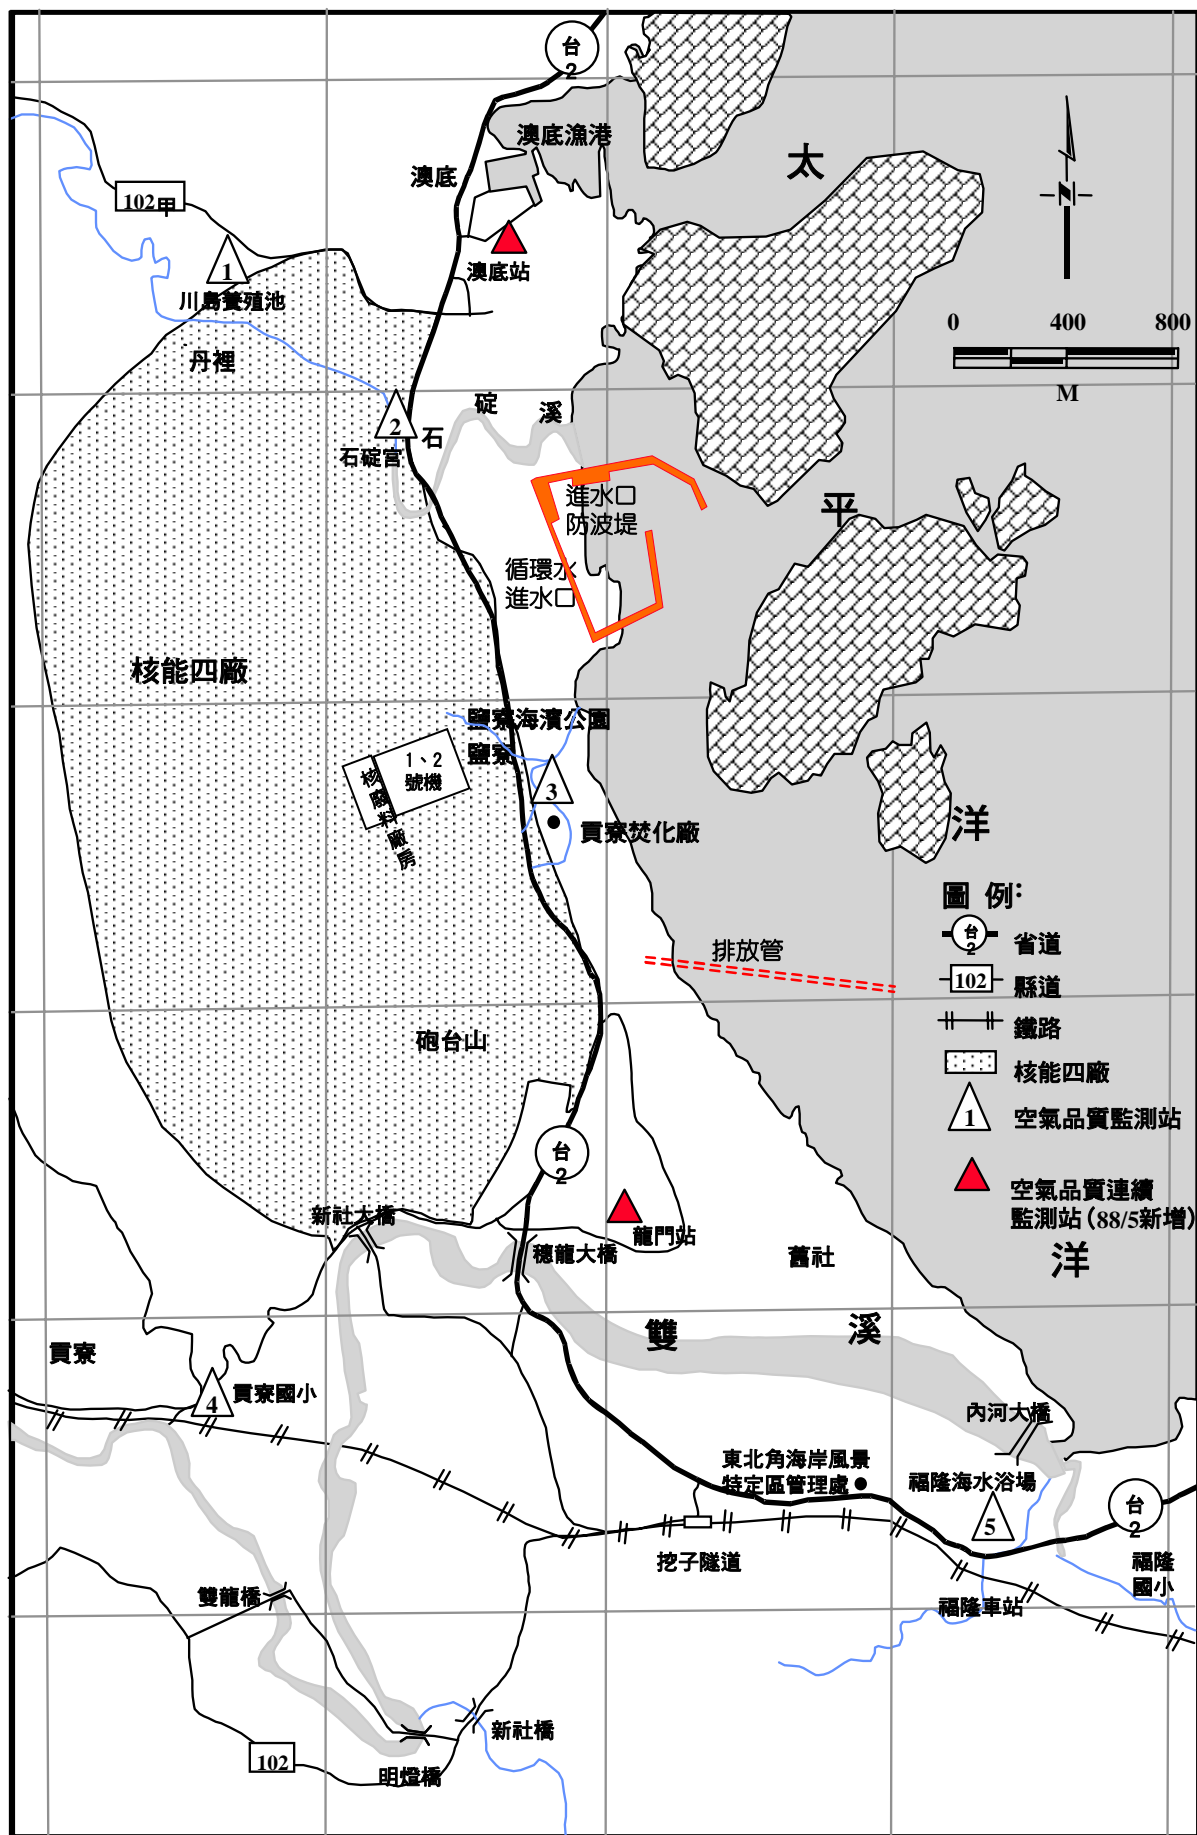 台
2
澳底漁港
太
澳底
102甲
澳底站
1
川島養殖池
N
0 400 800
M
丹裡
碇 溪
2
石
石碇宮
進水口
防波堤
平
循環水
進水口
核能四廠
鹽寮海濱公園
鹽寮
1、2
號機
核廢料廠房
3
貢寮焚化廠
洋
圖 例:
台
2
省道
排放管
102
縣道
鐵路
砲台山
核能四廠
1
空氣品質監測站
台
2
空氣品質連續
監測站(88/5新增)
新社大橋
龍門站
穗龍大橋
舊社
洋
雙 溪
貢寮
4
貢寮國小
內河大橋
東北角海岸風景
特定區管理處
福隆海水浴場
5
台
2
挖子隧道
福隆
國小
雙龍橋
福隆車站
新社橋
102
明燈橋